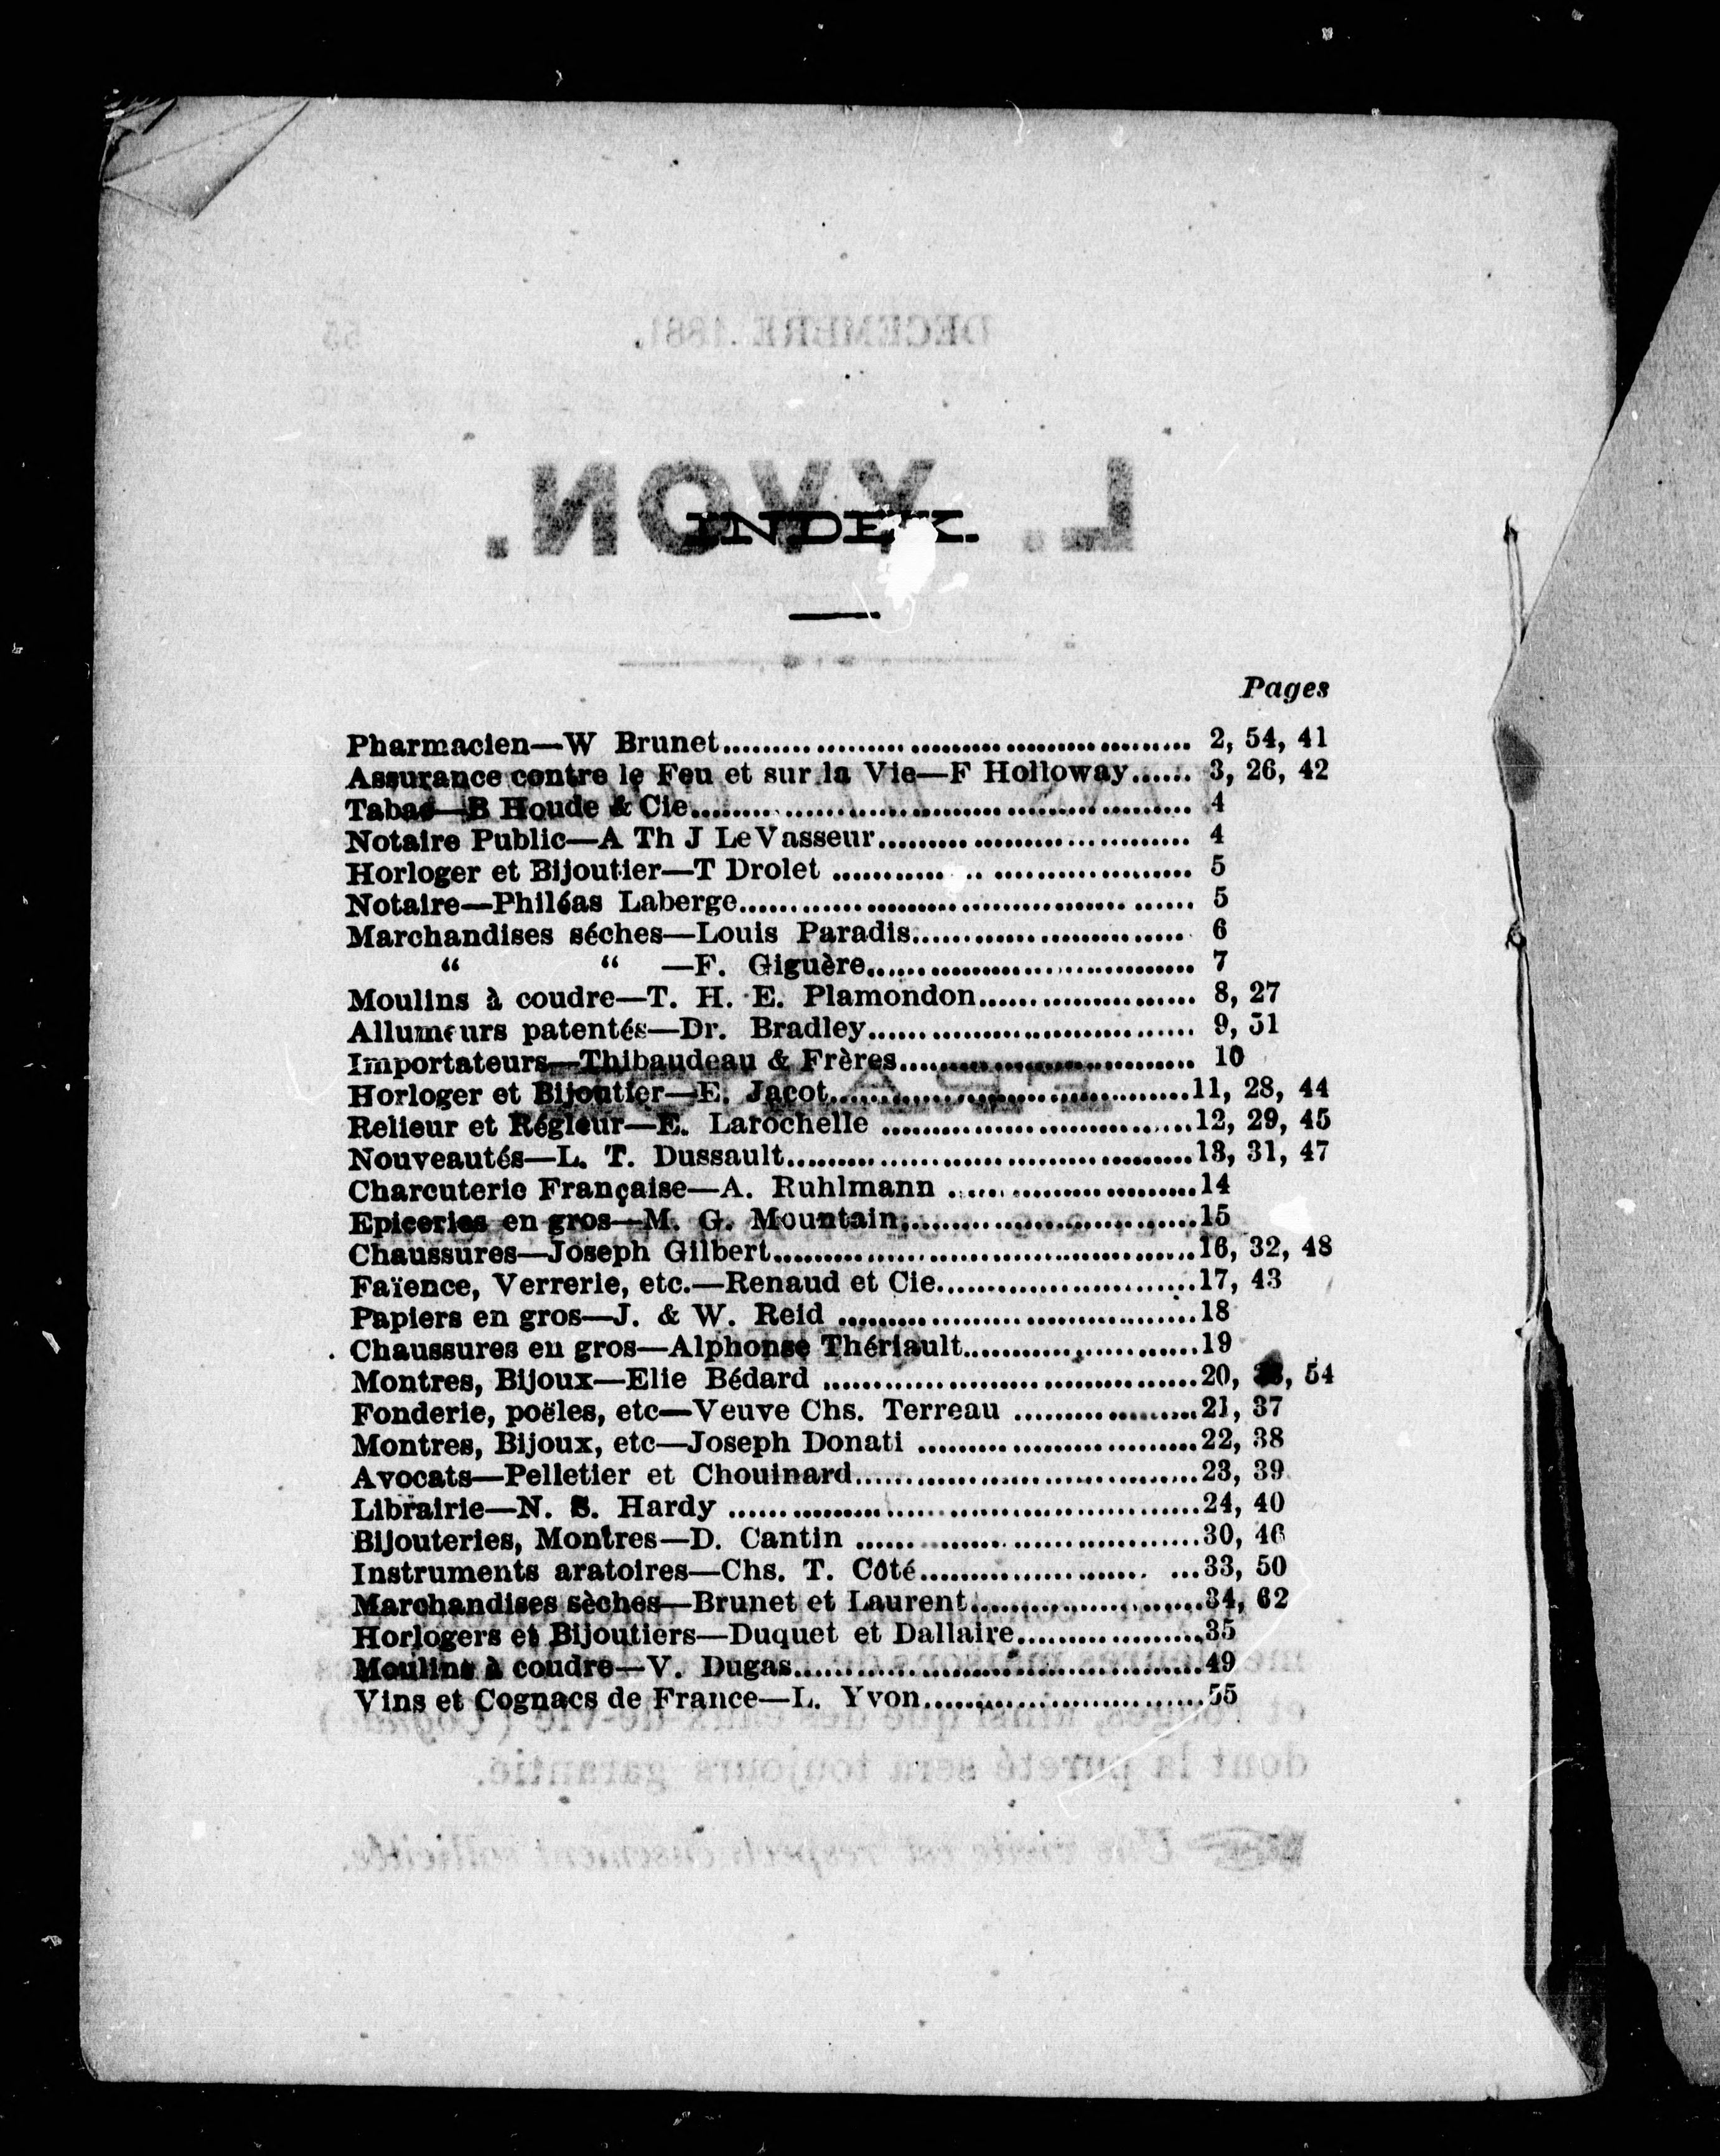 INDEX.
Pages
Pharmacien—W Brunet.......... 2, 54, 41
Assurance contre le Feu et sur la Vie—F Holloway...... 3, 26, 42
Tabac—B Houde & Cie.......... 4
Notaire Public—A Th J LeVasseur.......... 4
Horloger et Bijoutier—T Drolet .......... 5
Notaire—Philéas Laberge.......... 5
Marchandises séches—Louis Paradis.......... 6
“ “ —F. Giguère.......... 7
Moulins à coudre—T. H. E. Plamondon.......... 8, 27
Allumeurs patentés—Dr. Bradley.......... 9, 51
Importateurs—Thibaudeau & Frères.......... 10
Horloger et Bijoutier—E. Jacot..........11, 28, 44
Relieur et Régleur—E. Larochelle ..........12, 29, 45
Nouveautés—L. T. Dussault..........13, 31, 47
Charcuterie Française—A. Ruhlmann ..........14
Epiceries en gros—M. G. Mountain..........15
Chaussures—Joseph Gilbert..........16, 32, 48
Faïence, Verrerie, etc.—Renaud et Cie..........17, 43
Papiers en gros—J. & W. Reid ..........18
Chaussures en gros—Alphonse Thériault..........19
Montres, Bijoux—Elie Bédard ..........20, , 54
Fonderie, poëles, etc—Veuve Chs. Terreau ..........21, 37
Montres, Bijoux, etc—Joseph Donati ..........22, 38
Avocats—Pelletier et Chouinard..........23, 39
Librairie—N. S. Hardy ..........24, 40
Bijouteries, Montres—D. Cantin ..........30, 46
Instruments aratoires—Chs. T. Côté..........33, 50
Marchandises sèches—Brunet et Laurent..........34, 62
Horlogers et Bijoutiers—Duquet et Dallaire..........35
Moulins à coudre—V. Dugas..........49
Vins et Cognacs de France—L. Yvon..........55